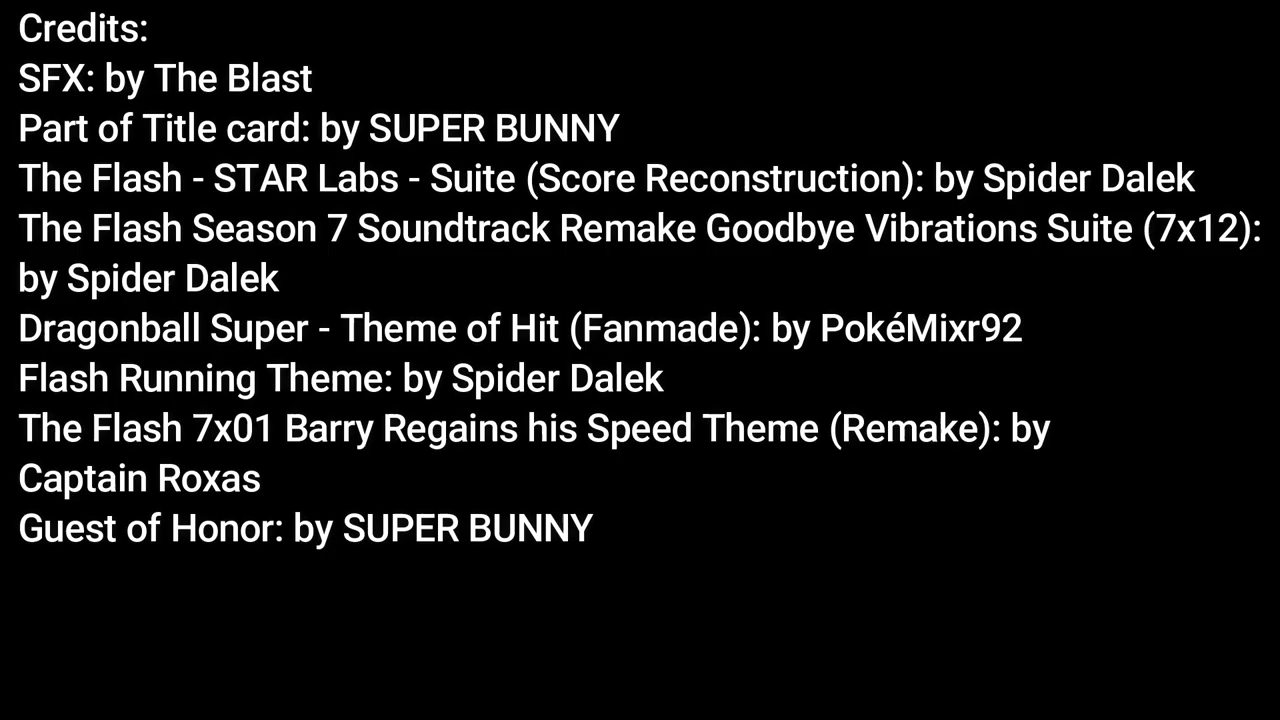 Credits:
SFX: by The Blast
Part of Title card: by SUPER BUNNY
The Flash - STAR Labs - Suite (Score Reconstruction): by Spider Dalek
The Flash Season 7 Soundtrack Remake Goodbye Vibrations Suite (7x12):
by Spider Dalek
Dragonball Super - Theme of Hit (Fanmade): by PokéMixr92
Flash Running Theme: by Spider Dalek
The Flash 7x01 Barry Regains his Speed Theme (Remake): by
Captain Roxas
Guest of Honor: by SUPER BUNNY